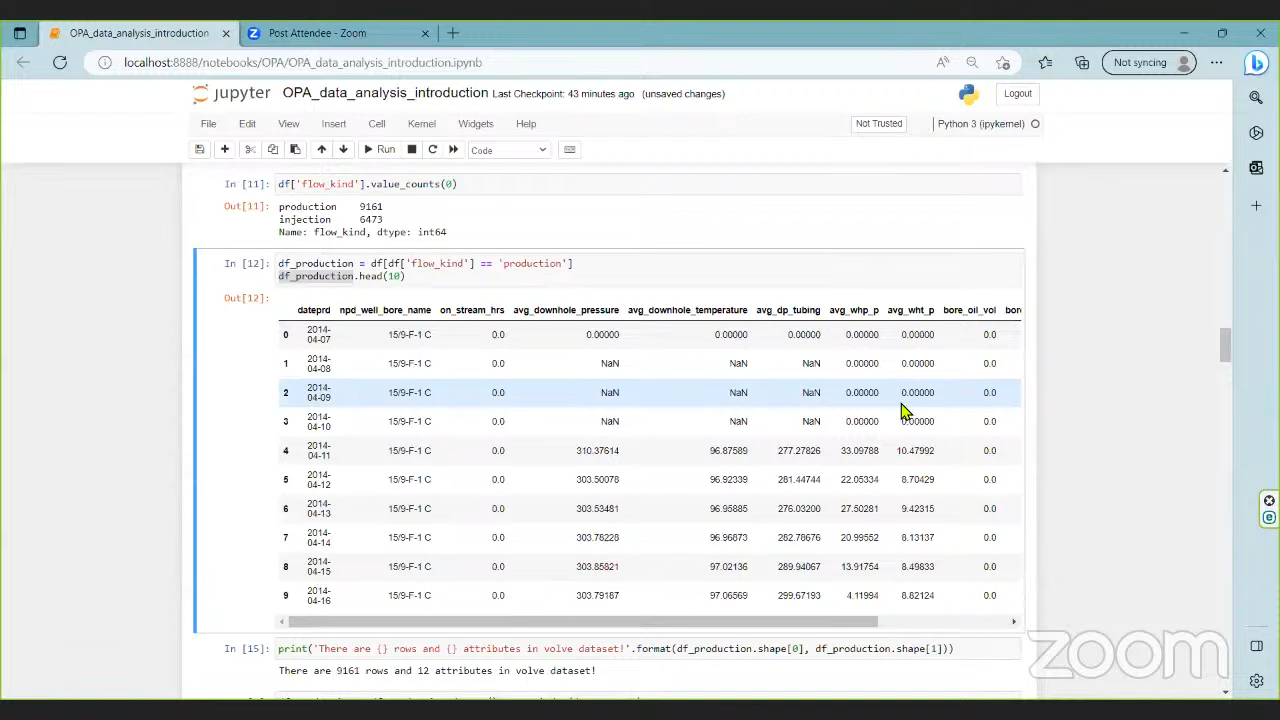 OPA_data_analysis_introduction
Post Attendee - Zoom
localhost:8888/notebooks/OPA/OPA_data_analysis_introduction.ipynb
Not syncing
jupyter OPA_data_analysis_introduction Last Checkpoint: 43 minutes ago (unsaved changes)
Logout
File Edit View Insert Cell Kernel Widgets Help
Not Trusted
Python 3 (ipykernel)
Run
Code
In [11]: df['flow_kind'].value_counts(0)
Out[11]: production 9161
injection 6473
Name: flow_kind, dtype: int64
In [12]: df_production = df[df['flow_kind'] == 'production']
df_production.head(10)
Out[12]:
dateprd npd_well_bore_name on_stream_hrs avg_downhole_pressure avg_downhole_temperature avg_dp_tubing avg_whp_p avg_wht_p bore_oil_vol bore
0 2014-04-07 15/9-F-1 C 0.0 0.00000 0.00000 0.00000 0.00000 0.00000 0.0
1 2014-04-08 15/9-F-1 C 0.0 NaN NaN NaN 0.00000 0.00000 0.0
2 2014-04-09 15/9-F-1 C 0.0 NaN NaN NaN 0.00000 0.00000 0.0
3 2014-04-10 15/9-F-1 C 0.0 NaN NaN NaN 0.00000 0.00000 0.0
4 2014-04-11 15/9-F-1 C 0.0 310.37614 96.87589 277.27826 33.09788 10.47992 0.0
5 2014-04-12 15/9-F-1 C 0.0 303.50078 96.92339 281.44744 22.05334 8.70429 0.0
6 2014-04-13 15/9-F-1 C 0.0 303.53481 96.95885 276.03200 27.50281 9.42315 0.0
7 2014-04-14 15/9-F-1 C 0.0 303.78228 96.96873 282.78676 20.99552 8.13137 0.0
8 2014-04-15 15/9-F-1 C 0.0 303.85821 97.02136 289.94067 13.91754 8.49833 0.0
9 2014-04-16 15/9-F-1 C 0.0 303.79187 97.06569 299.67193 4.11994 8.82124 0.0
In [15]: print('There are {} rows and {} attributes in volve dataset!'.format(df_production.shape[0], df_production.shape[1]))
There are 9161 rows and 12 attributes in volve dataset!
zoom